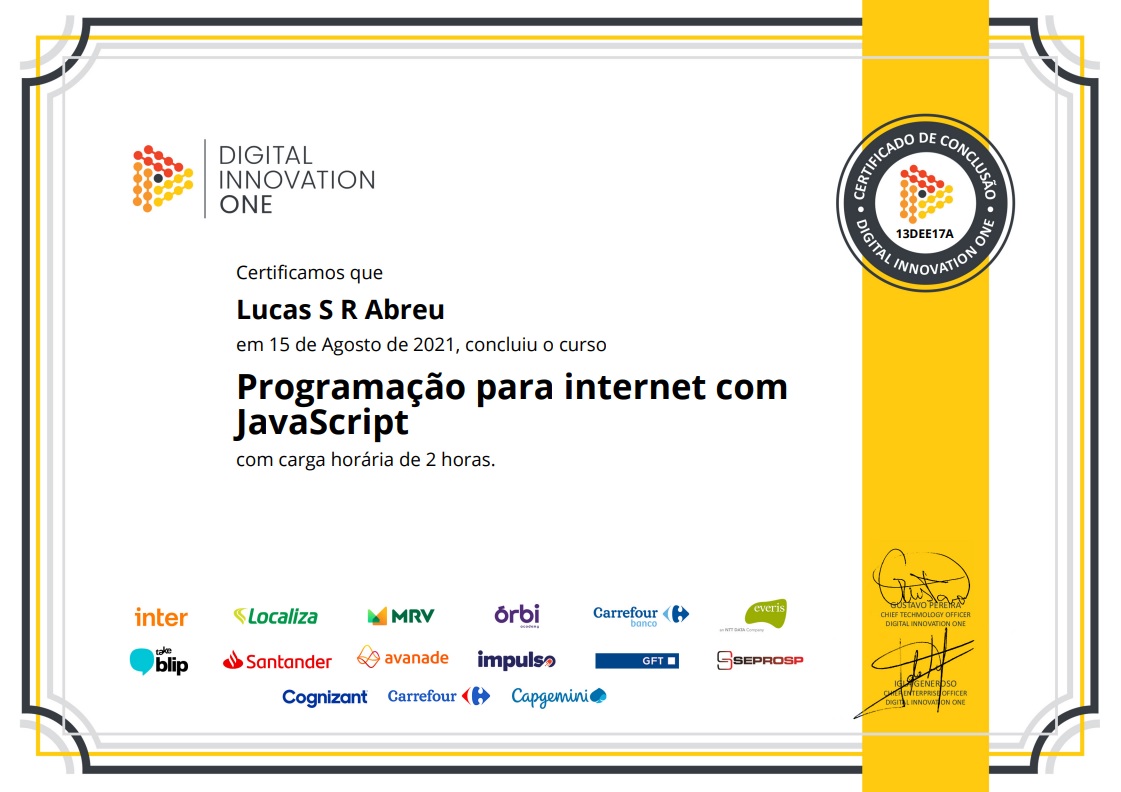 DIGITAL
INNOVATION
ONE
CERTIFICADO DE CONCLUSÃO
13DEE17A
DIGITAL INNOVATION ONE
Certificamos que
Lucas S R Abreu
em 15 de Agosto de 2021, concluiu o curso
Programação para internet com
JavaScript
com carga horária de 2 horas.
inter
Localiza
MRV
órbi
academy
Carrefour
banco
everis
an NTT DATA Company
take
blip
Santander
avanade
impulso
GFT
SEPROSP
Cognizant
Carrefour
Capgemini
GUSTAVO PEREIRA
CHIEF TECHNOLOGY OFFICER
DIGITAL INNOVATION ONE
GENEROSO
CHIEF ENTERPRISE OFFICER
DIGITAL INNOVATION ONE